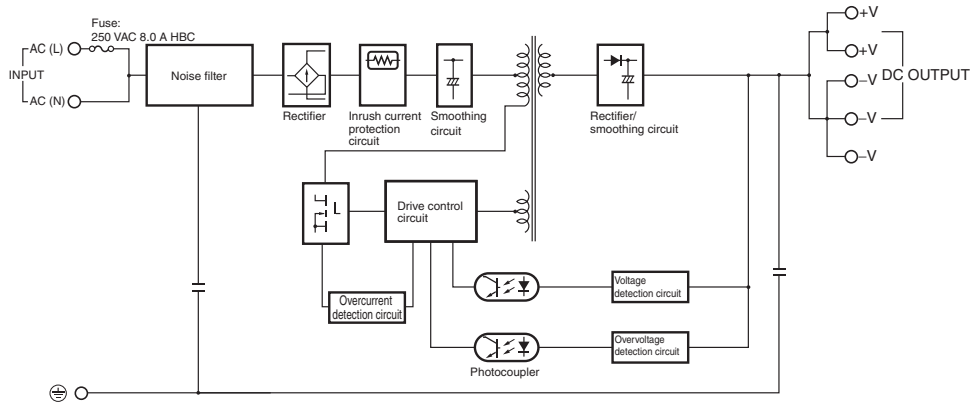 Fuse:
250 VAC 8.0 A HBC
AC (L)
INPUT
AC (N)
Noise filter
Rectifier
Inrush current
protection
circuit
Smoothing
circuit
Rectifier/
smoothing circuit
+V
+V
–V
DC OUTPUT
–V
–V
Drive control
circuit
Overcurrent
detection circuit
Voltage
detection circuit
Overvoltage
detection circuit
Photocoupler